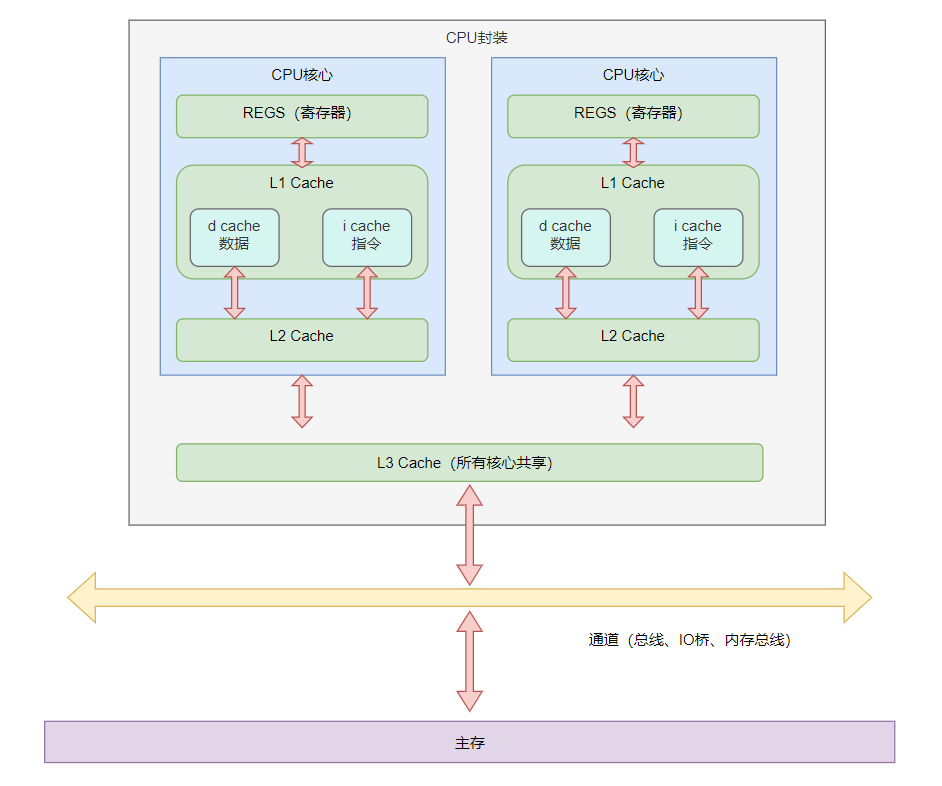 CPU封装
CPU核心
REGS（寄存器）
L1 Cache
d cache
数据
i cache
指令
L2 Cache
CPU核心
REGS（寄存器）
L1 Cache
d cache
数据
i cache
指令
L2 Cache
L3 Cache（所有核心共享）
通道（总线、IO桥、内存总线）
主存